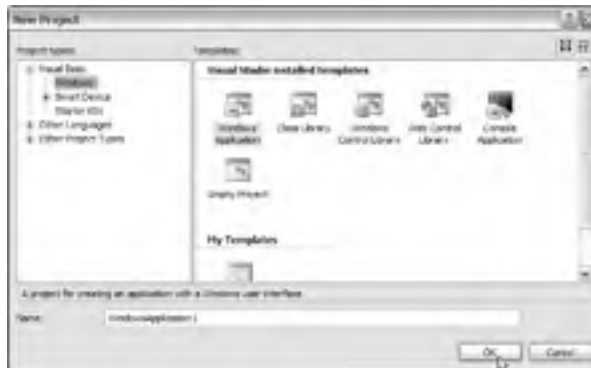 New Project
Project types:
Templates:
Visual Basic
Windows
Smart Device
Starter Kits
Other Languages
Other Project Types
Visual Studio installed templates
Windows Application
Class Library
Windows Control Library
Web Control Library
Console Application
Empty Project
My Templates
A project for creating an application with a Windows user interface
Name:
WindowsApplication1
OK
Cancel